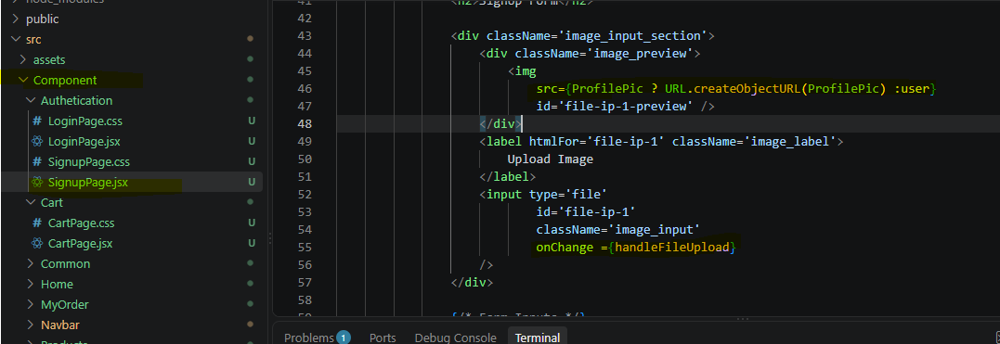 node_modules
public
src
assets
Component
Authetication
# LoginPage.css U
LoginPage.jsx U
# SignupPage.css U
SignupPage.jsx U
Cart
# CartPage.css U
CartPage.jsx U
Common
Home
MyOrder
Navbar
Products
41 <h2>Signup Form</h2>
42
43 <div className='image_input_section'>
44 <div className='image_preview'>
45 <img
46 src={ProfilePic ? URL.createObjectURL(ProfilePic) :user}
47 id='file-ip-1-preview' />
48 </div>
49 <label htmlFor='file-ip-1' className='image_label'>
50 Upload Image
51 </label>
52 <input type='file'
53 id='file-ip-1'
54 className='image_input'
55 onChange ={handleFileUpload}
56 />
57 </div>
58
59 {/* Form Inputs */}
Problems 1 Ports Debug Console Terminal